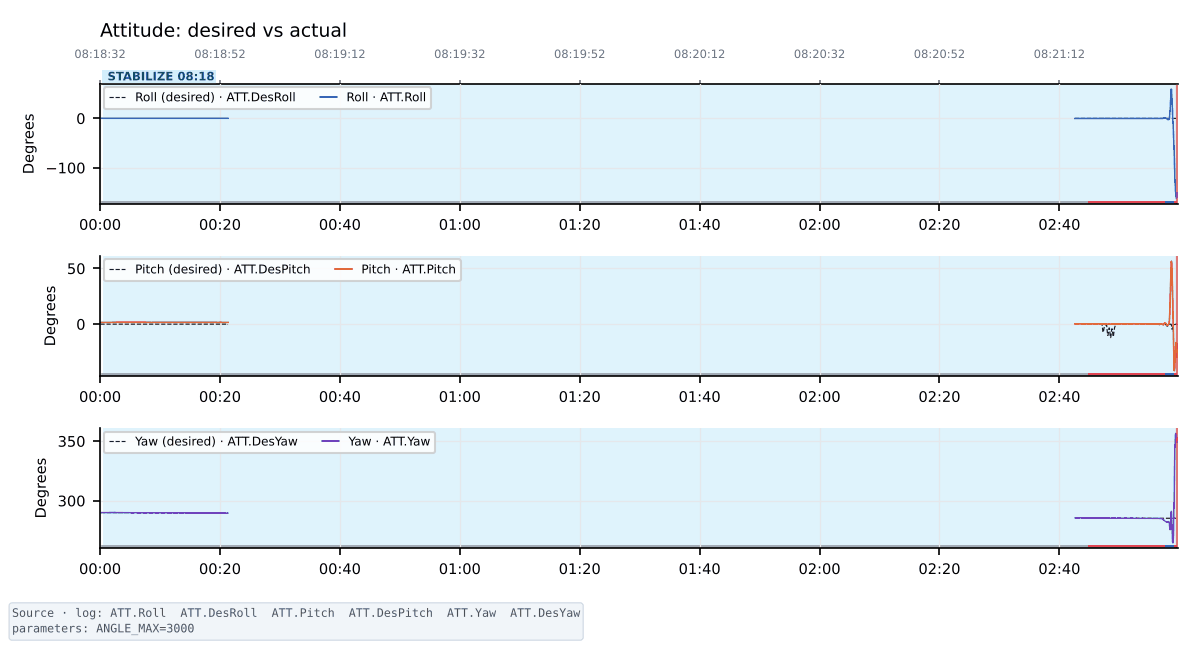 Attitude: desired vs actual
08:18:32 08:18:52 08:19:12 08:19:32 08:19:52 08:20:12 08:20:32 08:20:52 08:21:12
STABILIZE 08:18
Roll (desired) · ATT.DesRoll Roll · ATT.Roll
Degrees
0
−100
00:00 00:20 00:40 01:00 01:20 01:40 02:00 02:20 02:40
Pitch (desired) · ATT.DesPitch Pitch · ATT.Pitch
Degrees
50
0
00:00 00:20 00:40 01:00 01:20 01:40 02:00 02:20 02:40
Yaw (desired) · ATT.DesYaw Yaw · ATT.Yaw
Degrees
350
300
00:00 00:20 00:40 01:00 01:20 01:40 02:00 02:20 02:40
Source · log: ATT.Roll ATT.DesRoll ATT.Pitch ATT.DesPitch ATT.Yaw ATT.DesYaw
parameters: ANGLE_MAX=3000